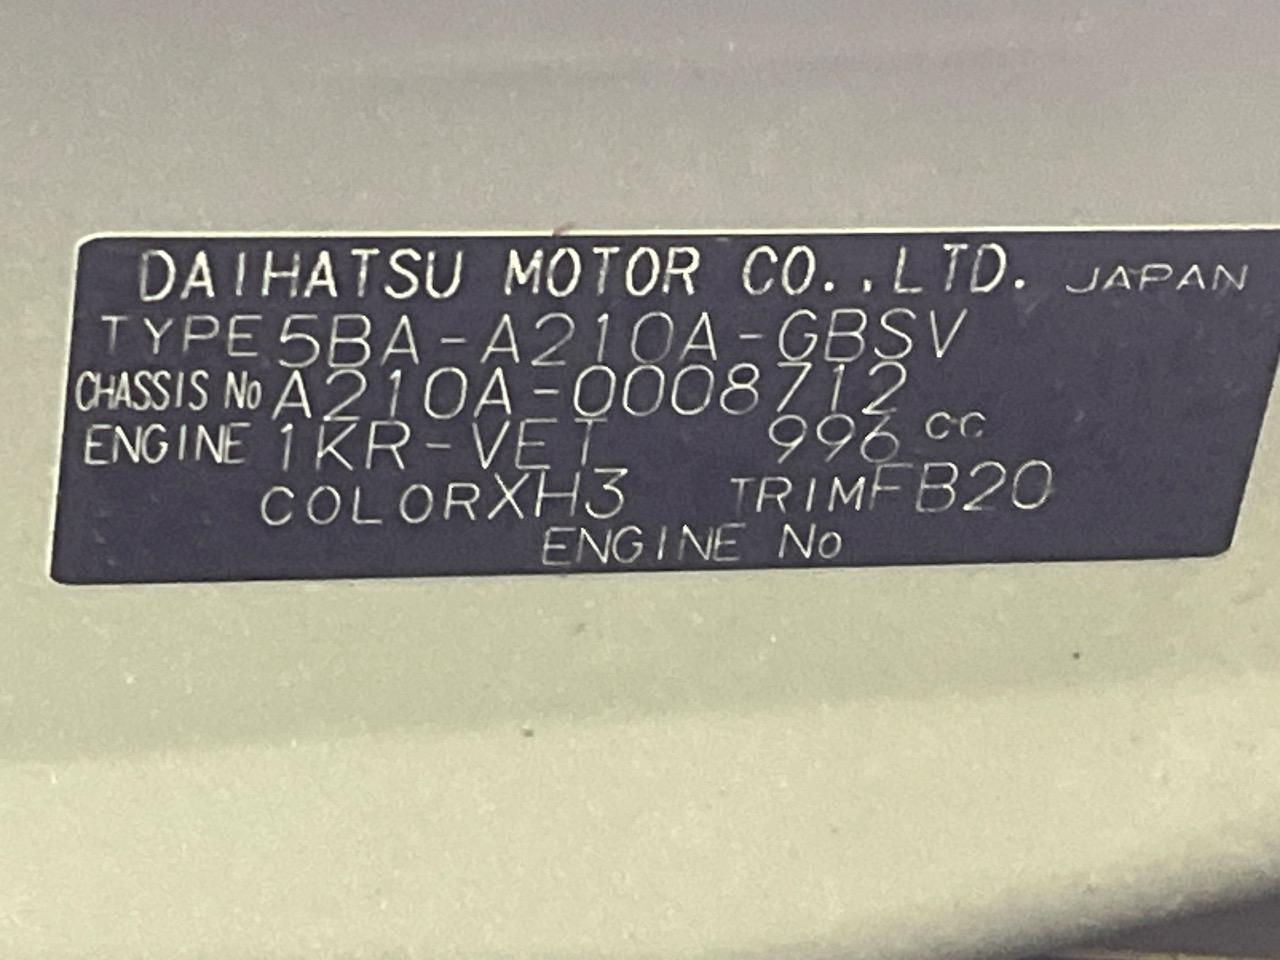 DAIHATSU MOTOR CO.,LTD. JAPAN
TYPE 5BA-A210A-GBSV
CHASSIS No A210A-0008712
ENGINE 1KR-VET 996 cc
COLOR XH3 TRIM FB20
ENGINE No